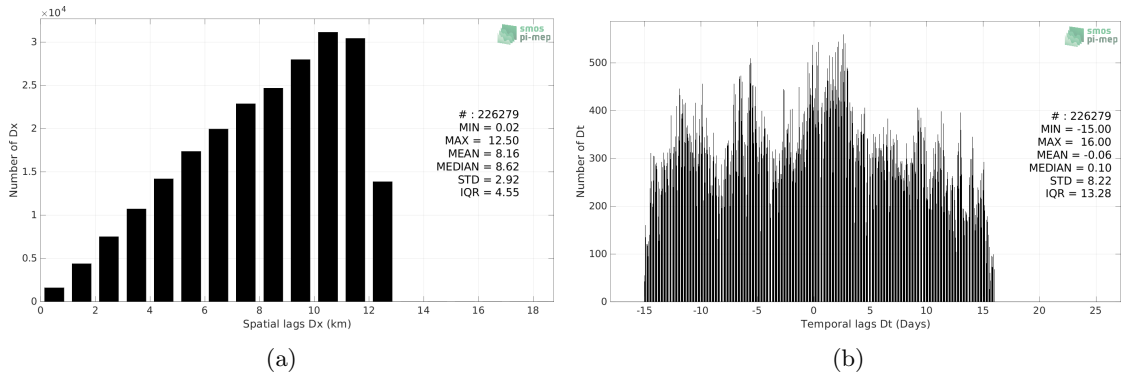 ×10⁴
3
2.5
2
1.5
1
0.5
0
Number of Dx
0 2 4 6 8 10 12 14 16 18
Spatial lags Dx (km)
smos
pi-mep
# : 226279
MIN = 0.02
MAX = 12.50
MEAN = 8.16
MEDIAN = 8.62
STD = 2.92
IQR = 4.55
(a)
500
400
300
200
100
0
Number of Dt
-15 -10 -5 0 5 10 15 20 25
Temporal lags Dt (Days)
smos
pi-mep
# : 226279
MIN = -15.00
MAX = 16.00
MEAN = -0.06
MEDIAN = 0.10
STD = 8.22
IQR = 13.28
(b)